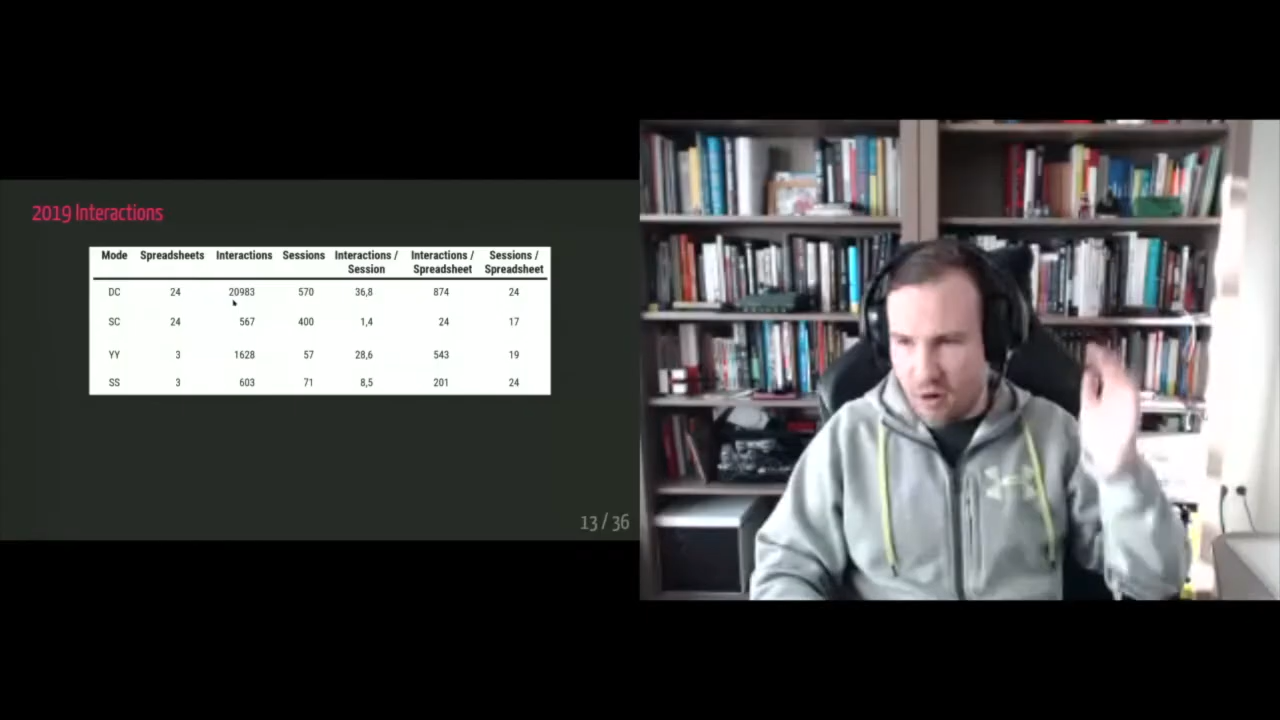 2019 Interactions
Mode Spreadsheets Interactions Sessions Interactions / Session Interactions / Spreadsheet Sessions / Spreadsheet
DC 24 20983 570 36,8 874 24
SC 24 567 400 1,4 24 17
YY 3 1628 57 28,6 543 19
SS 3 603 71 8,5 201 24
13 / 36